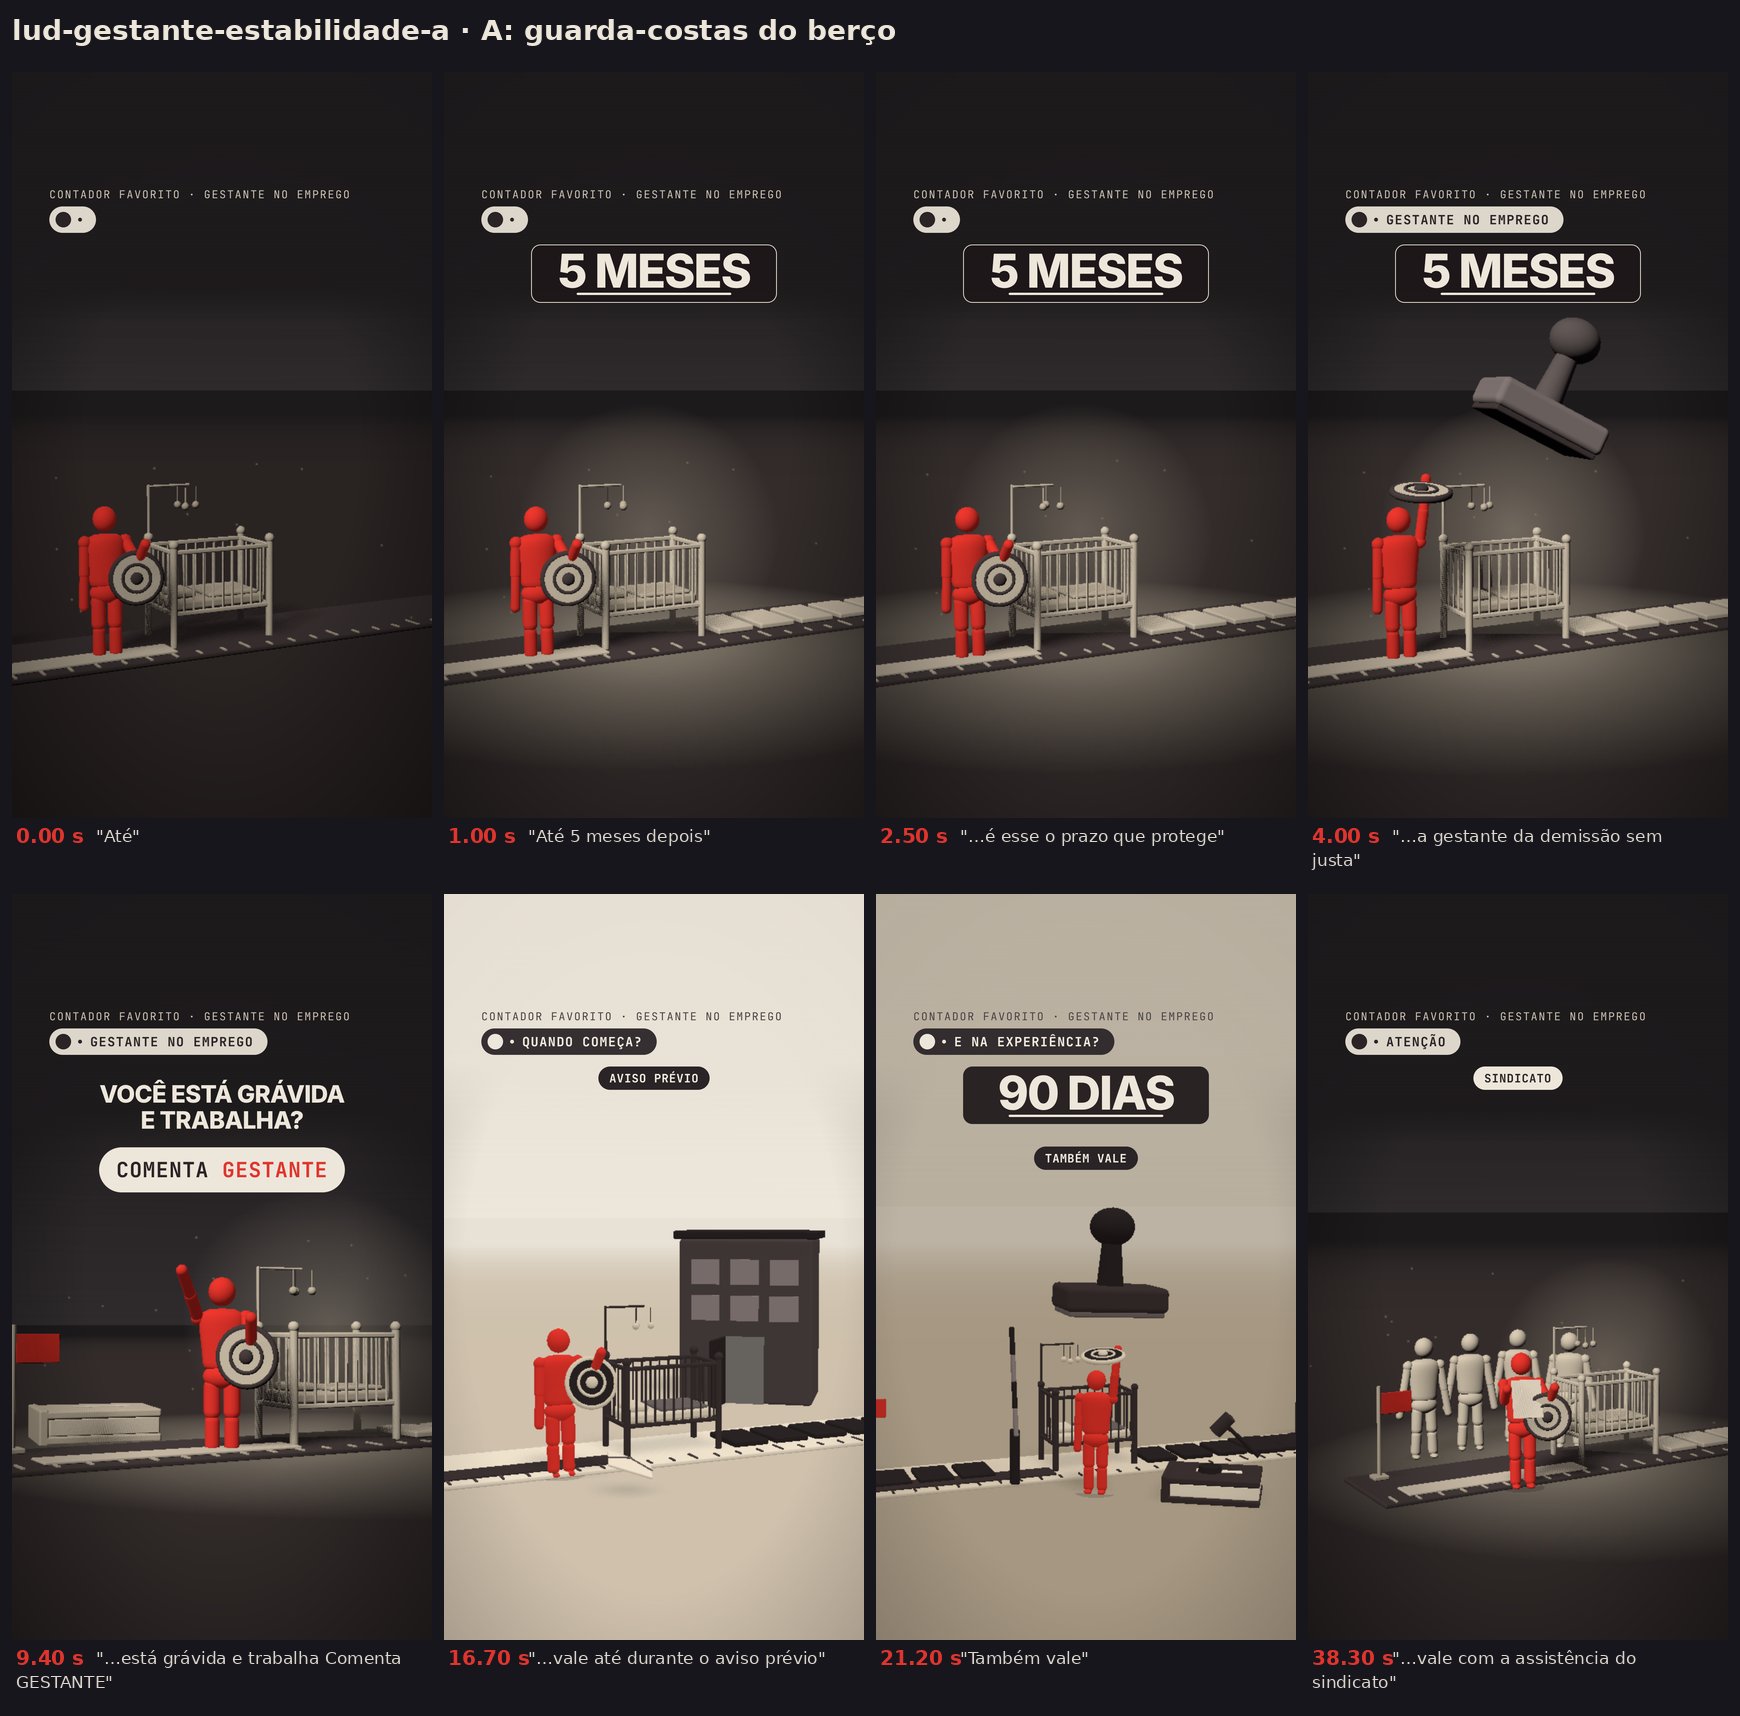 lud-gestante-estabilidade-a · A: guarda-costas do berço
CONTADOR FAVORITO · GESTANTE NO EMPREGO
CONTADOR FAVORITO · GESTANTE NO EMPREGO
5 MESES
CONTADOR FAVORITO · GESTANTE NO EMPREGO
5 MESES
CONTADOR FAVORITO · GESTANTE NO EMPREGO
• GESTANTE NO EMPREGO
5 MESES
0.00 s "Até"
1.00 s "Até 5 meses depois"
2.50 s "...é esse o prazo que protege"
4.00 s "...a gestante da demissão sem
justa"
CONTADOR FAVORITO · GESTANTE NO EMPREGO
• GESTANTE NO EMPREGO
VOCÊ ESTÁ GRÁVIDA
E TRABALHA?
COMENTA GESTANTE
CONTADOR FAVORITO · GESTANTE NO EMPREGO
• QUANDO COMEÇA?
AVISO PRÉVIO
CONTADOR FAVORITO · GESTANTE NO EMPREGO
• E NA EXPERIÊNCIA?
90 DIAS
TAMBÉM VALE
CONTADOR FAVORITO · GESTANTE NO EMPREGO
• ATENÇÃO
SINDICATO
9.40 s "...está grávida e trabalha Comenta
GESTANTE"
16.70 s "...vale até durante o aviso prévio"
21.20 s "Também vale"
38.30 s "...vale com a assistência do
sindicato"